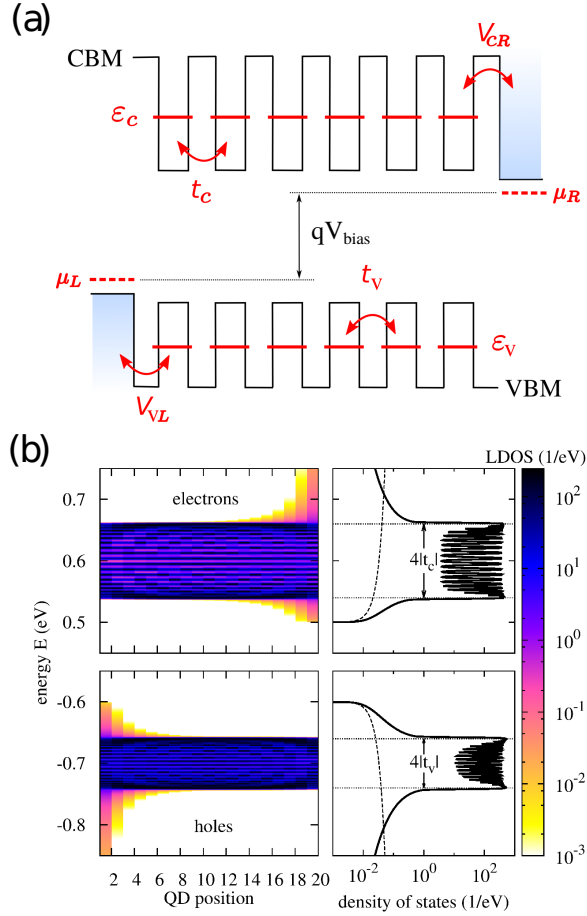 (a)
V_CR
CBM
ε_C
t_C
μ_R
qV_bias
μ_L
t_V
ε_V
V_VL
VBM
(b)
LDOS (1/eV)
electrons
holes
4|t_c|
4|t_v|
0.7
0.6
0.5
-0.6
-0.7
-0.8
energy E (eV)
2 4 6 8 10 12 14 16 18 20
QD position
10^-2 10^0 10^2
density of states (1/eV)
10^2
10^1
10^0
10^-1
10^-2
10^-3